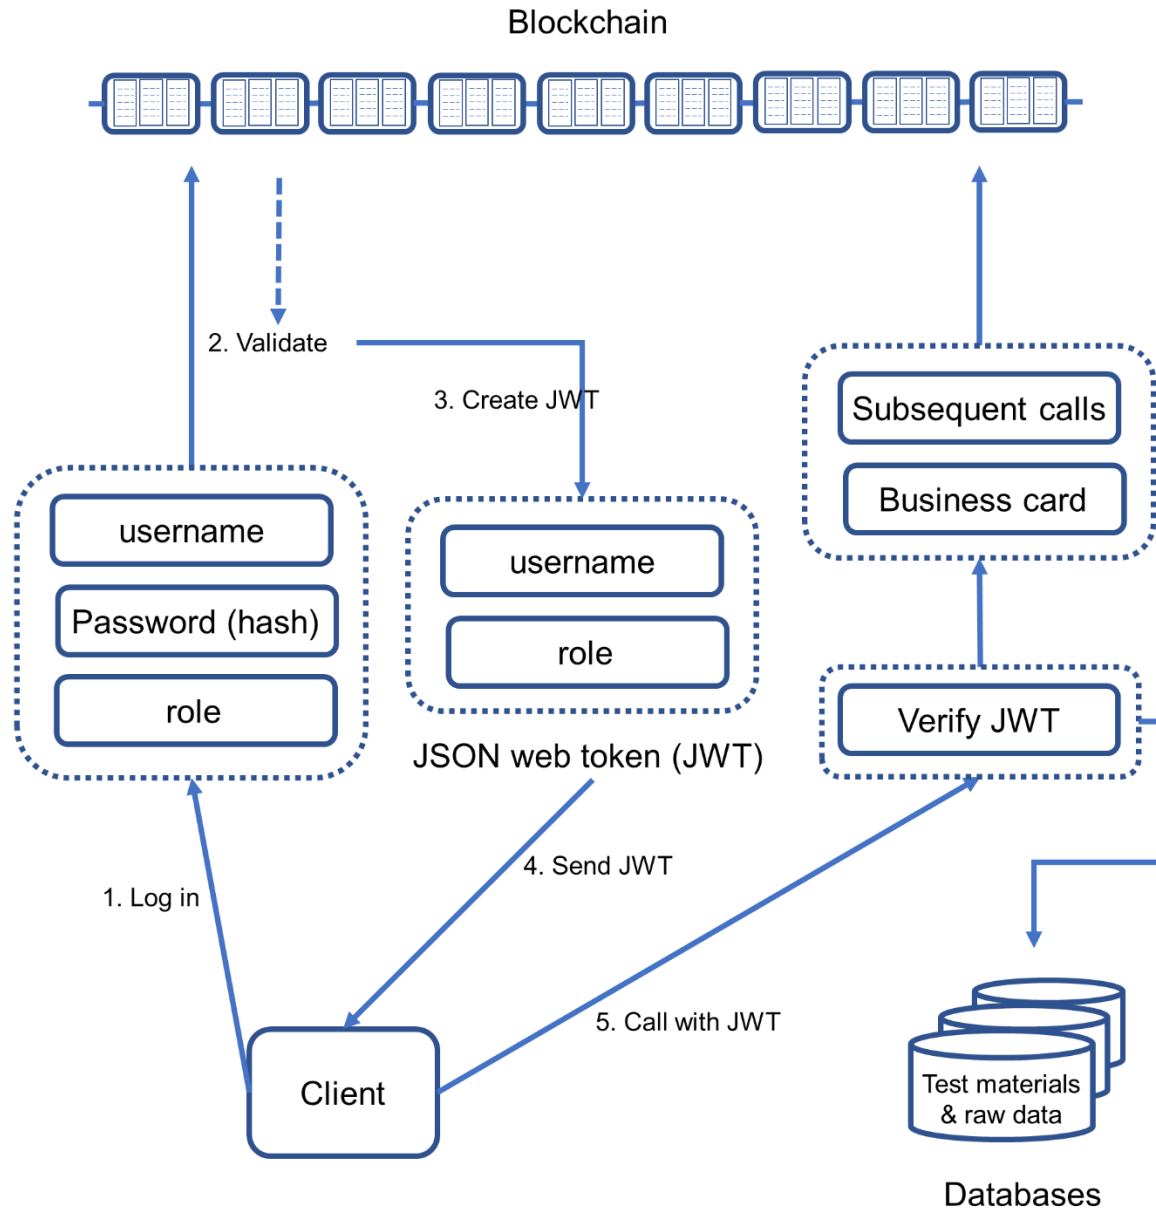 Blockchain
2. Validate
3. Create JWT
Subsequent calls
Business card
username
Password (hash)
role
username
role
JSON web token (JWT)
Verify JWT
1. Log in
4. Send JWT
5. Call with JWT
Client
Test materials
& raw data
Databases